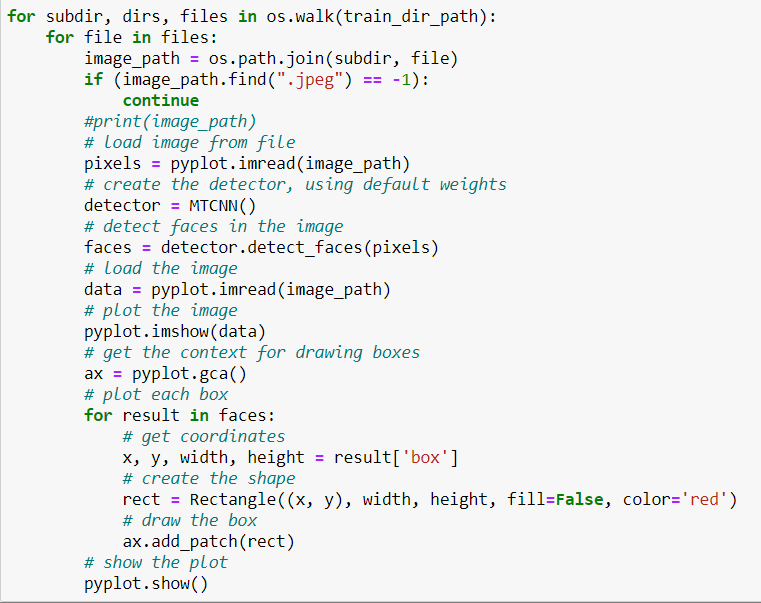 for subdir, dirs, files in os.walk(train_dir_path):
    for file in files:
        image_path = os.path.join(subdir, file)
        if (image_path.find(".jpeg") == -1):
            continue
        #print(image_path)
        # load image from file
        pixels = pyplot.imread(image_path)
        # create the detector, using default weights
        detector = MTCNN()
        # detect faces in the image
        faces = detector.detect_faces(pixels)
        # load the image
        data = pyplot.imread(image_path)
        # plot the image
        pyplot.imshow(data)
        # get the context for drawing boxes
        ax = pyplot.gca()
        # plot each box
        for result in faces:
            # get coordinates
            x, y, width, height = result['box']
            # create the shape
            rect = Rectangle((x, y), width, height, fill=False, color='red')
            # draw the box
            ax.add_patch(rect)
        # show the plot
        pyplot.show()